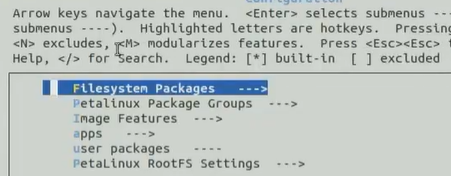 Configuration
Arrow keys navigate the menu. <Enter> selects submenus ---
submenus ----). Highlighted letters are hotkeys. Pressing
<N> excludes, <M> modularizes features. Press <Esc><Esc> t
Help, </> for Search. Legend: [*] built-in [ ] excluded
Filesystem Packages --->
Petalinux Package Groups --->
Image Features --->
apps --->
user packages ----
PetaLinux RootFS Settings --->